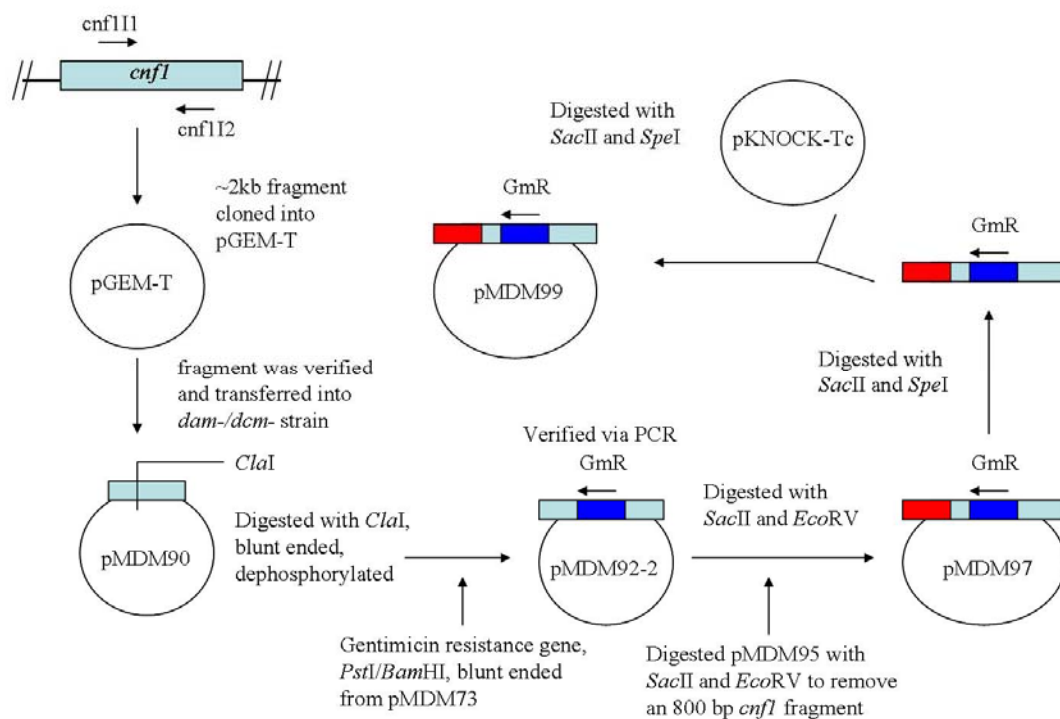 cnf1I1
cnf1
cnf1I2
~2kb fragment
cloned into
pGEM-T
pGEM-T
fragment was verified
and transferred into
dam-/dcm- strain
ClaI
pMDM90
Digested with ClaI,
blunt ended,
dephosphorylated
Gentimicin resistance gene,
PstI/BamHI, blunt ended
from pMDM73
Verified via PCR
GmR
pMDM92-2
Digested with
SacII and EcoRV
Digested pMDM95 with
SacII and EcoRV to remove
an 800 bp cnf1 fragment
GmR
pMDM97
Digested with
SacII and SpeI
GmR
Digested with
SacII and SpeI
pKNOCK-Tc
GmR
pMDM99